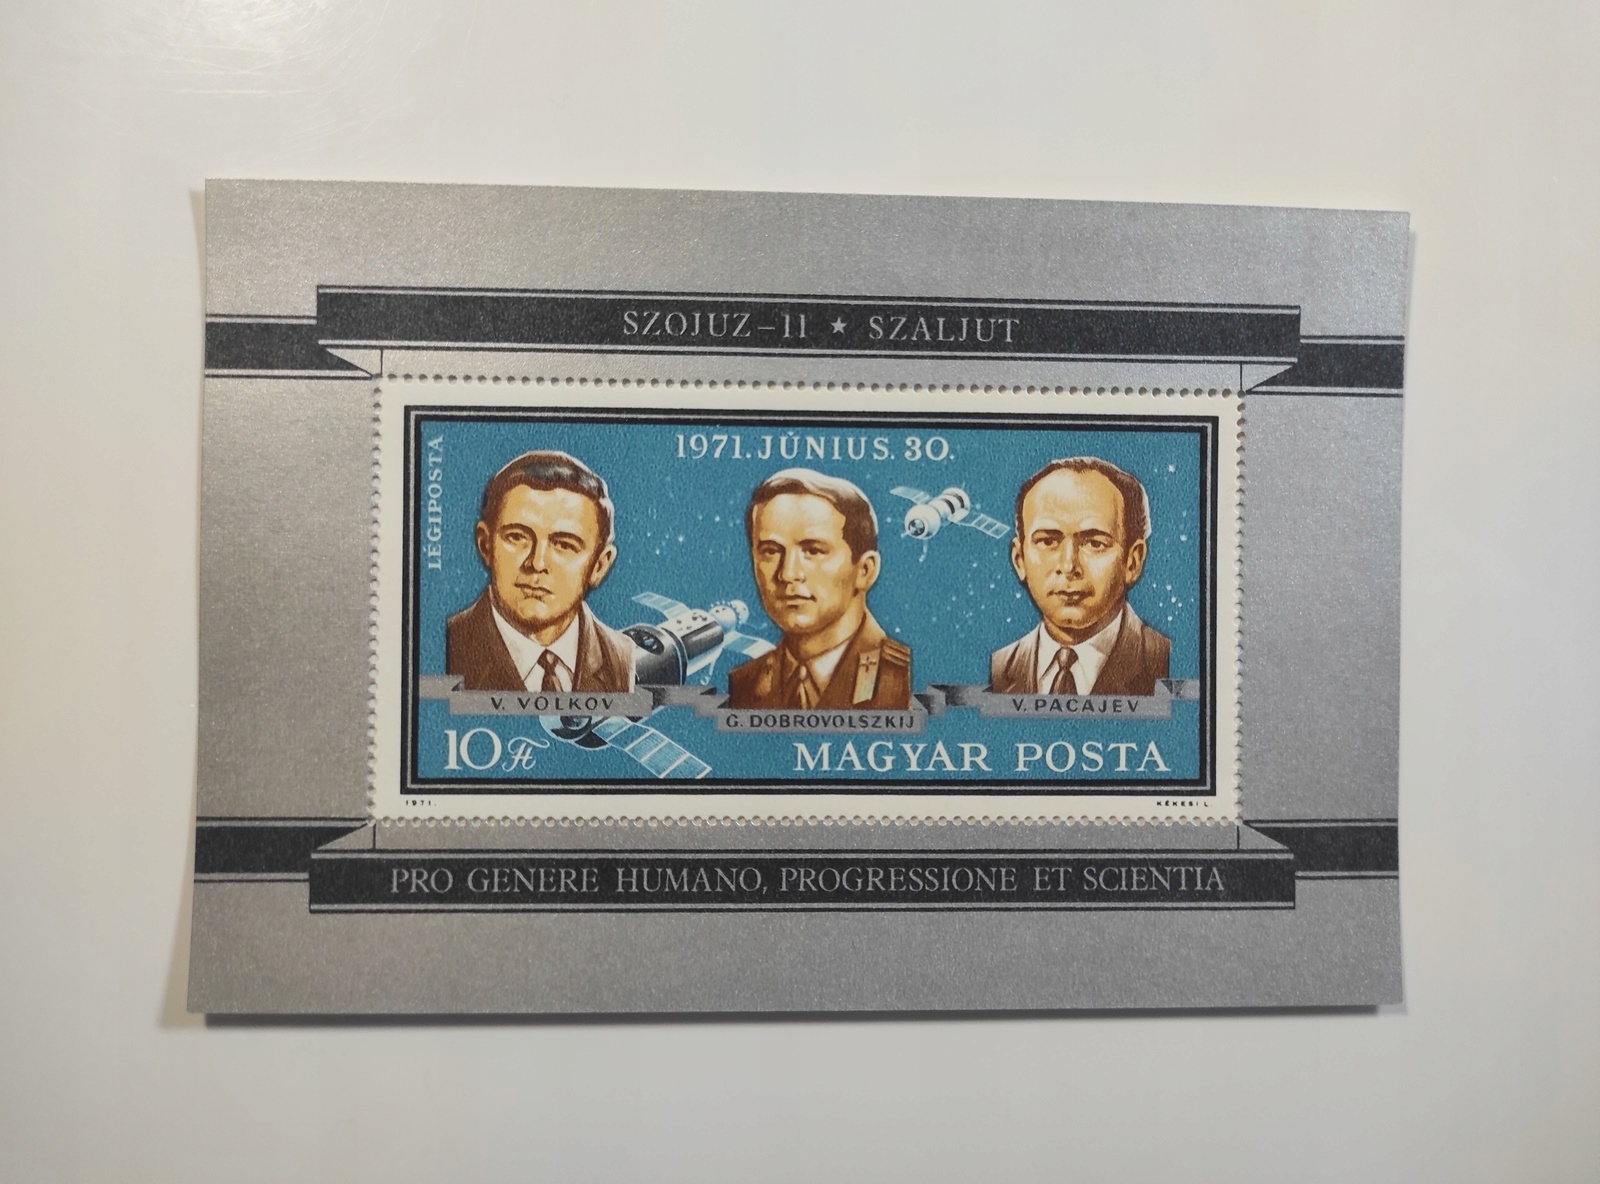 SZOJUZ-11 ★ SZALJUT
1971. JÚNIUS. 30.
LÉGIPOSTA
V. VOLKOV
G. DOBROVOLSZKIJ
V. PACAJEV
10 Ft
MAGYAR POSTA
1971.
KÉKESI L
PRO GENERE HUMANO, PROGRESSIONE ET SCIENTIA